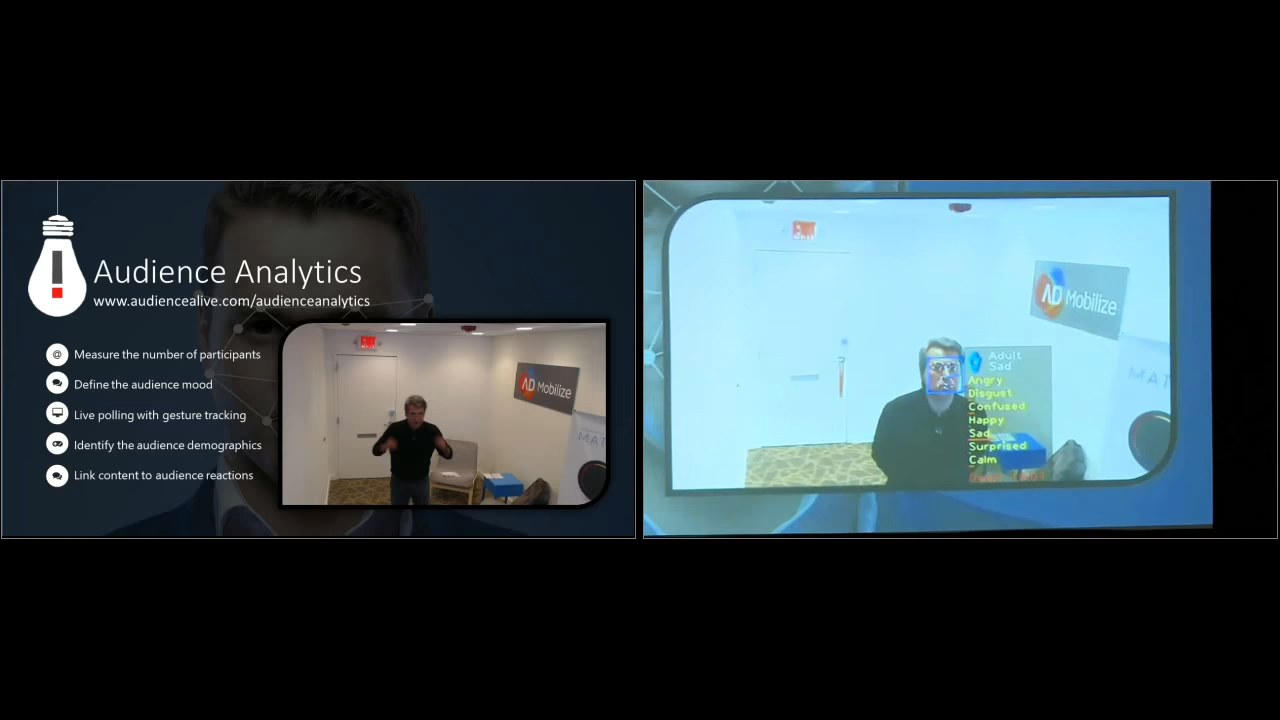 Audience Analytics
www.audiencealive.com/audienceanalytics
@ Measure the number of participants
Define the audience mood
Live polling with gesture tracking
Identify the audience demographics
Link content to audience reactions
AD Mobilize
MAT
AD Mobilize
MAT
Adult
Sad
Angry
Disgust
Confused
Happy
Sad
Surprised
Calm